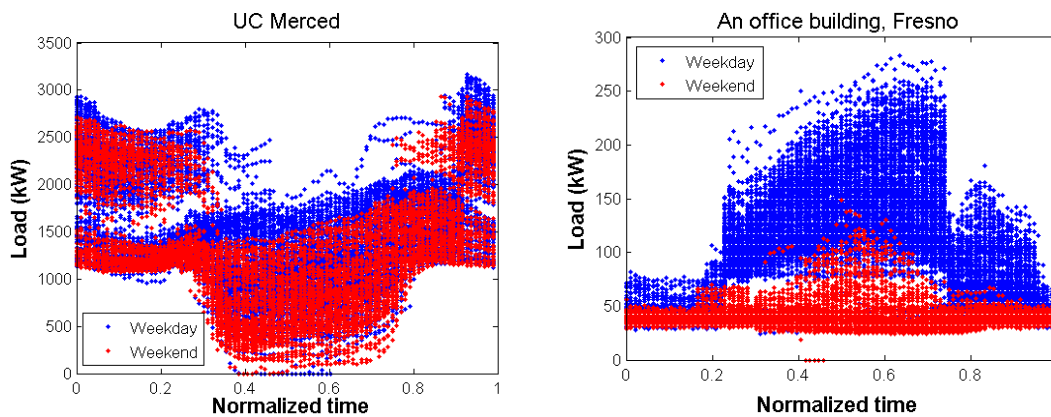 UC Merced
3500
3000
2500
2000
1500
1000
500
0
Load (kW)
Weekday
Weekend
0 0.2 0.4 0.6 0.8 1
Normalized time
An office building, Fresno
300
250
200
150
100
50
0
Load (kW)
Weekday
Weekend
0 0.2 0.4 0.6 0.8
Normalized time